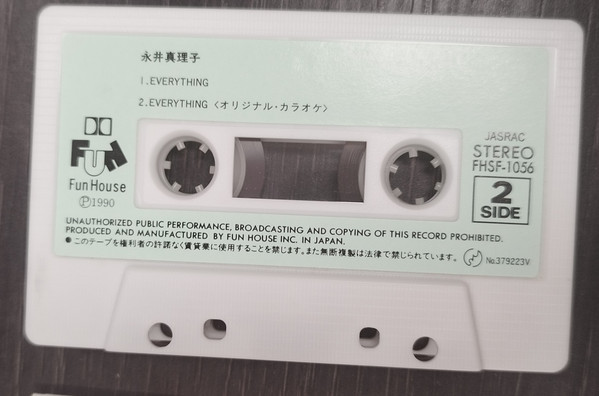 永井真理子
1.EVERYTHING
2.EVERYTHING〈オリジナル・カラオケ〉
FUN
Fun House
Ⓟ1990
JASRAC
STEREO
FHSF-1056
2
SIDE
UNAUTHORIZED PUBLIC PERFORMANCE, BROADCASTING AND COPYING OF THIS RECORD PROHIBITED.
PRODUCED AND MANUFACTURED BY FUN HOUSE INC. IN JAPAN.
●このテープを権利者の許諾なく賃貸業に使用することを禁じます。また無断複製は法律で禁じられています。
No.379223V